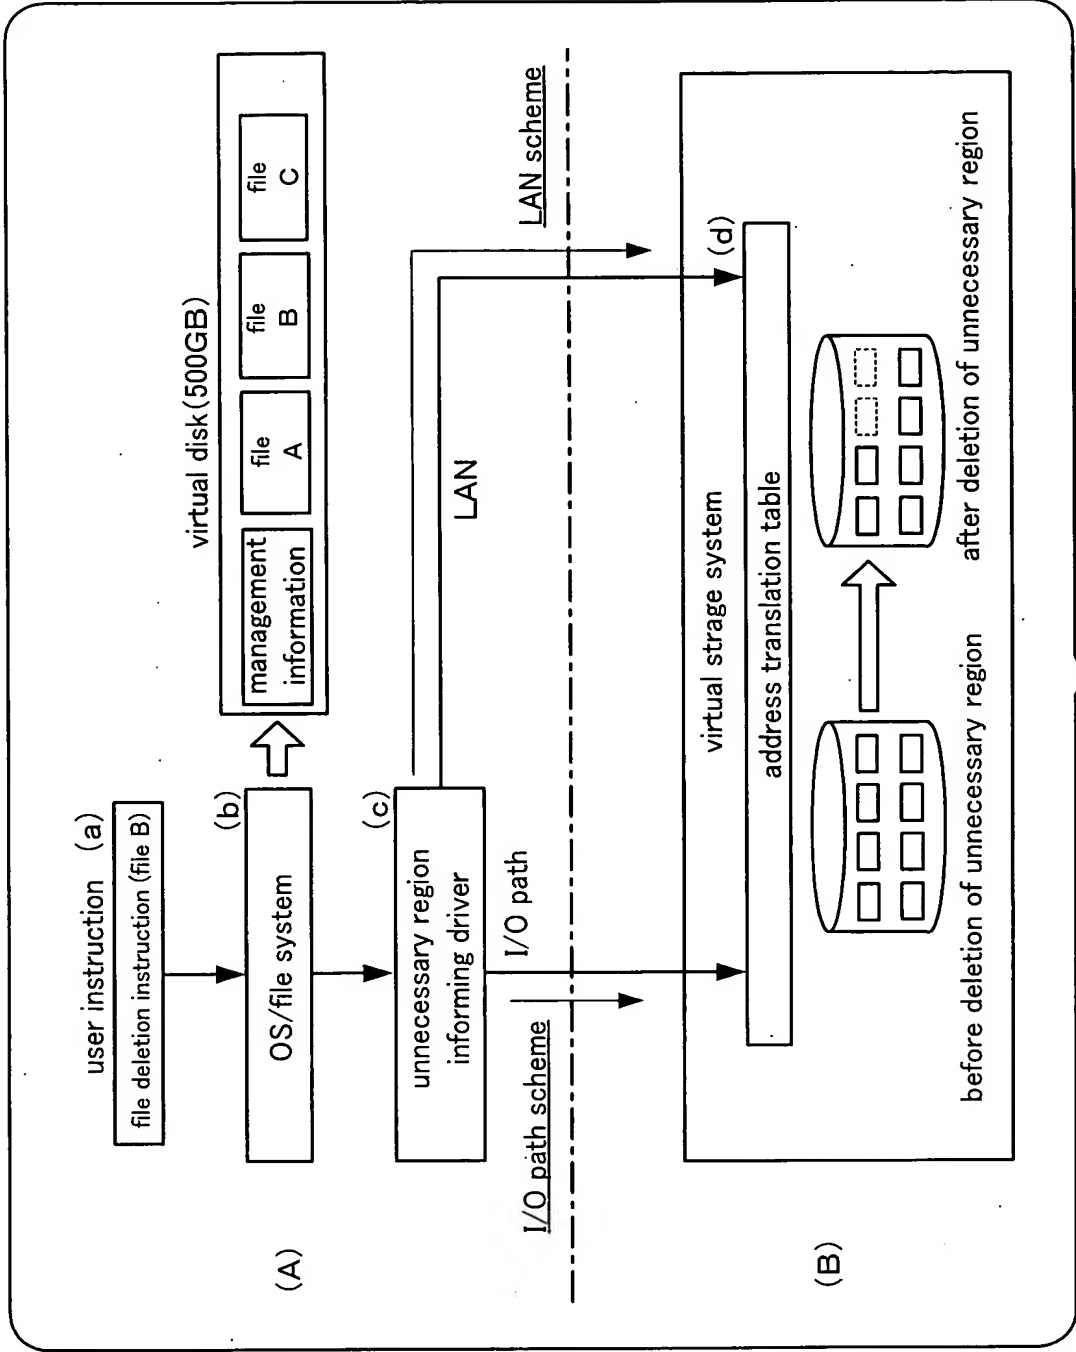 user instruction (a)
file deletion instruction (file B)
(A)
OS/file system
(b)
virtual disk(500GB)
management
information
file
A
file
B
file
C
(c)
unnecessary region
informing driver
I/O path
LAN
I/O path scheme
LAN scheme
(B)
virtual strage system
(d)
address translation table
before deletion of unnecessary region
after deletion of unnecessary region